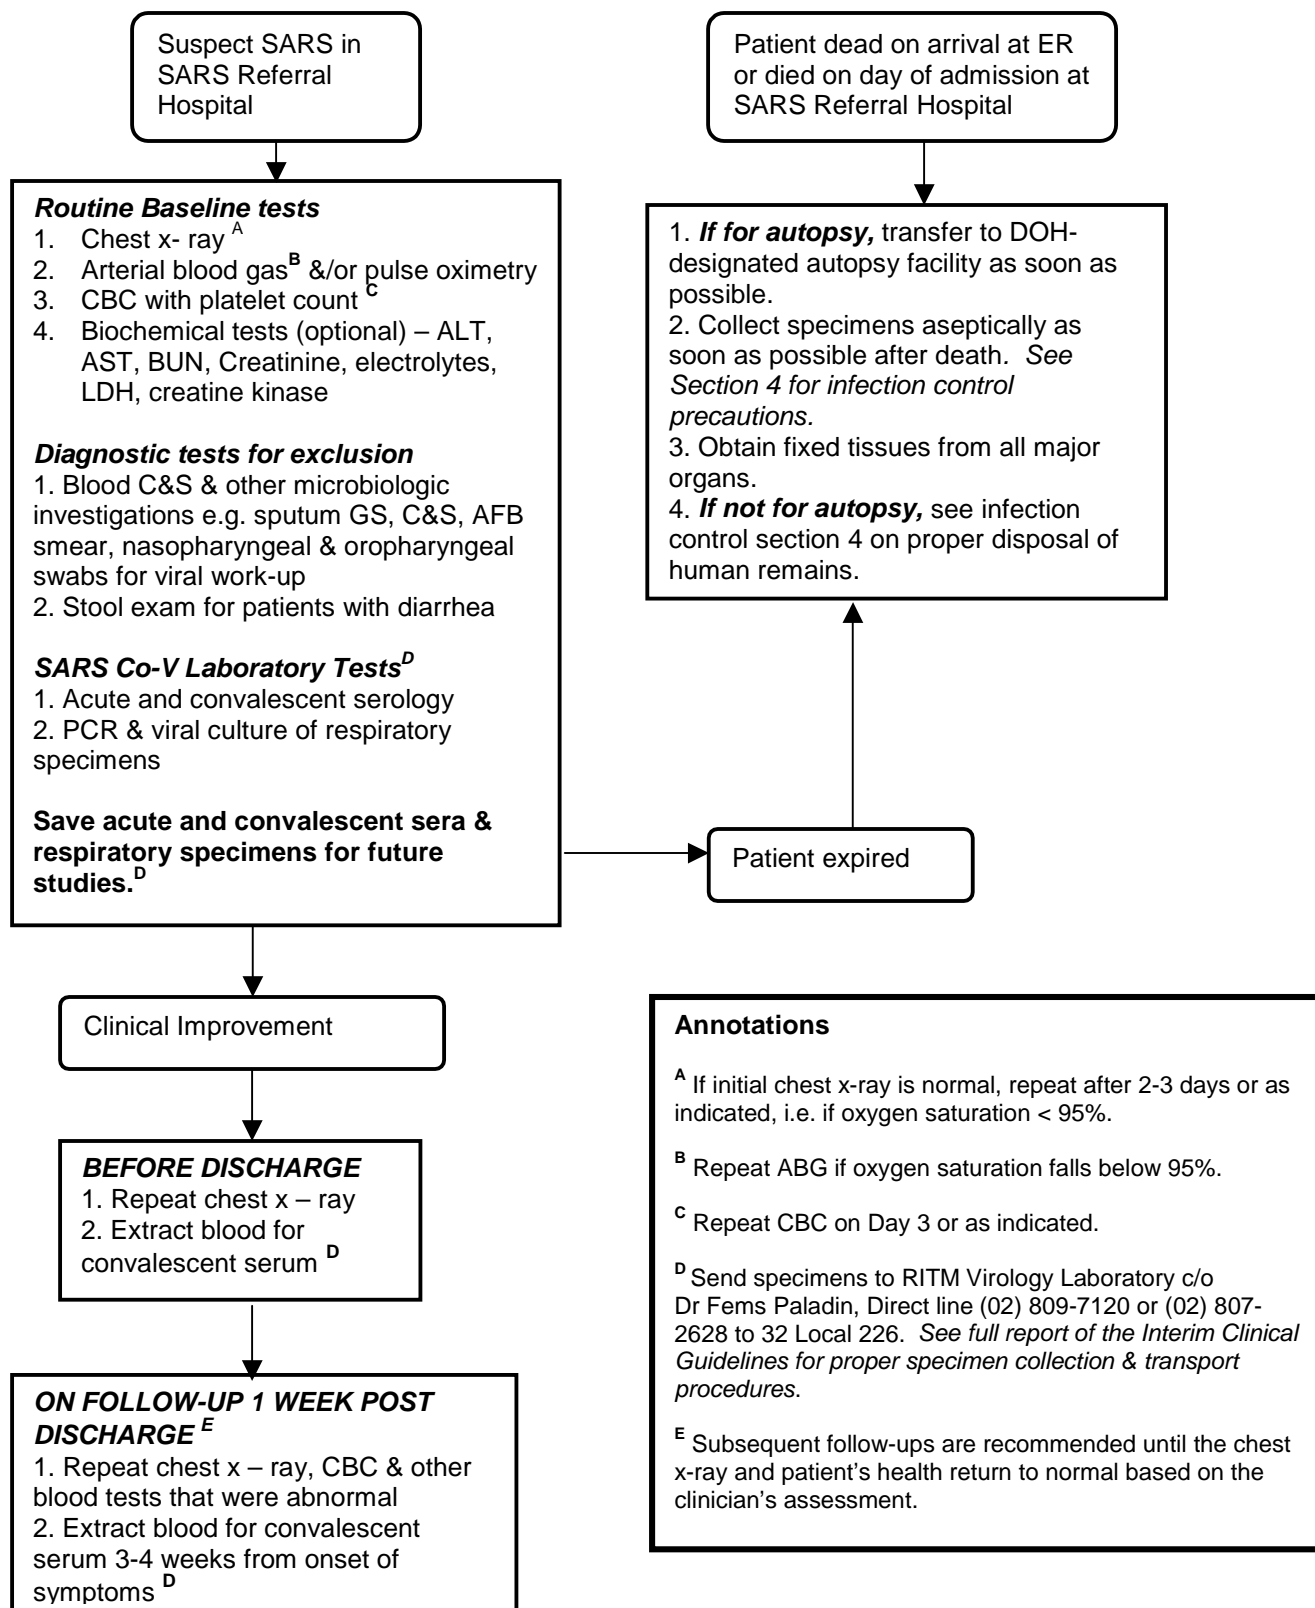 Suspect SARS in
SARS Referral
Hospital
Patient dead on arrival at ER
or died on day of admission at
SARS Referral Hospital
Routine Baseline tests
1. Chest x- ray A
2. Arterial blood gasB &/or pulse oximetry
3. CBC with platelet count C
4. Biochemical tests (optional) – ALT,
AST, BUN, Creatinine, electrolytes,
LDH, creatine kinase
Diagnostic tests for exclusion
1. Blood C&S & other microbiologic
investigations e.g. sputum GS, C&S, AFB
smear, nasopharyngeal & oropharyngeal
swabs for viral work-up
2. Stool exam for patients with diarrhea
SARS Co-V Laboratory TestsD
1. Acute and convalescent serology
2. PCR & viral culture of respiratory
specimens
Save acute and convalescent sera &
respiratory specimens for future
studies.D
1. If for autopsy, transfer to DOH-
designated autopsy facility as soon as
possible.
2. Collect specimens aseptically as
soon as possible after death. See
Section 4 for infection control
precautions.
3. Obtain fixed tissues from all major
organs.
4. If not for autopsy, see infection
control section 4 on proper disposal of
human remains.
Patient expired
Clinical Improvement
BEFORE DISCHARGE
1. Repeat chest x – ray
2. Extract blood for
convalescent serum D
ON FOLLOW-UP 1 WEEK POST
DISCHARGE E
1. Repeat chest x – ray, CBC & other
blood tests that were abnormal
2. Extract blood for convalescent
serum 3-4 weeks from onset of
symptoms D
Annotations
A If initial chest x-ray is normal, repeat after 2-3 days or as
indicated, i.e. if oxygen saturation < 95%.
B Repeat ABG if oxygen saturation falls below 95%.
C Repeat CBC on Day 3 or as indicated.
D Send specimens to RITM Virology Laboratory c/o
Dr Fems Paladin, Direct line (02) 809-7120 or (02) 807-
2628 to 32 Local 226. See full report of the Interim Clinical
Guidelines for proper specimen collection & transport
procedures.
E Subsequent follow-ups are recommended until the chest
x-ray and patient's health return to normal based on the
clinician's assessment.